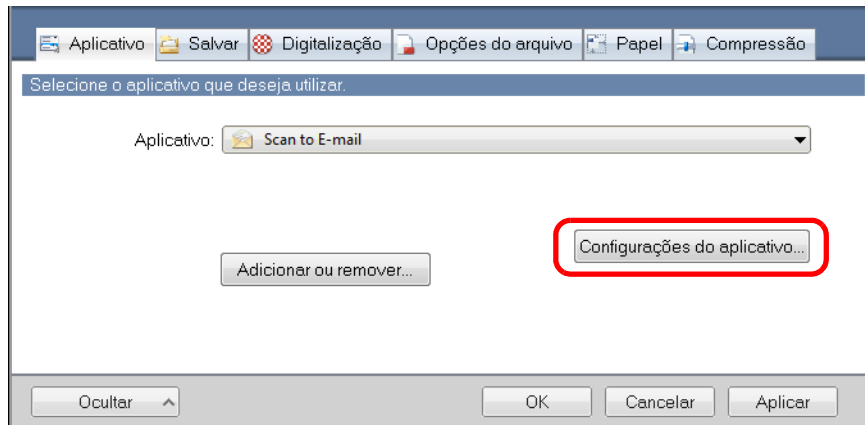 Aplicativo Salvar Digitalização Opções do arquivo Papel Compressão
Selecione o aplicativo que deseja utilizar.
Aplicativo: Scan to E-mail
Configurações do aplicativo...
Adicionar ou remover...
Ocultar OK Cancelar Aplicar